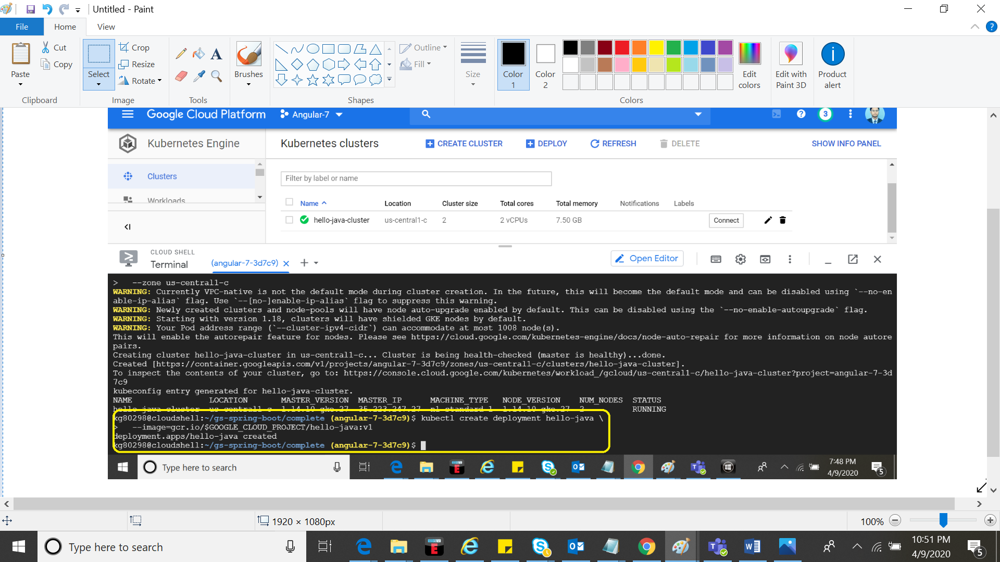 Untitled - Paint
File Home View
Paste
Cut
Copy
Clipboard
Select
Crop
Resize
Rotate
Image
Tools
Brushes
Shapes
Outline
Fill
Size
Color 1
Color 2
Edit colors
Colors
Edit with Paint 3D
Product alert
Google Cloud Platform Angular-7 3
Kubernetes Engine
Kubernetes clusters CREATE CLUSTER DEPLOY REFRESH DELETE SHOW INFO PANEL
Clusters
Workloads
Filter by label or name
Name Location Cluster size Total cores Total memory Notifications Labels
hello-java-cluster us-central1-c 2 2 vCPUs 7.50 GB Connect
CLOUD SHELL
Terminal (angular-7-3d7c9) Open Editor
> --zone us-central1-c
WARNING: Currently VPC-native is not the default mode during cluster creation. In the future, this will become the default mode and can be disabled using `--no-en
able-ip-alias` flag. Use `--[no-]enable-ip-alias` flag to suppress this warning.
WARNING: Newly created clusters and node-pools will have node auto-upgrade enabled by default. This can be disabled using the `--no-enable-autoupgrade` flag.
WARNING: Starting with version 1.18, clusters will have shielded GKE nodes by default.
WARNING: Your Pod address range (`--cluster-ipv4-cidr`) can accommodate at most 1008 node(s).
This will enable the autorepair feature for nodes. Please see https://cloud.google.com/kubernetes-engine/docs/node-auto-repair for more information on node autore
pairs.
Creating cluster hello-java-cluster in us-central1-c... Cluster is being health-checked (master is healthy)...done.
Created [https://container.googleapis.com/v1/projects/angular-7-3d7c9/zones/us-central1-c/clusters/hello-java-cluster].
To inspect the contents of your cluster, go to: https://console.cloud.google.com/kubernetes/workload_/gcloud/us-central1-c/hello-java-cluster?project=angular-7-3d
7c9
kubeconfig entry generated for hello-java-cluster.
NAME LOCATION MASTER_VERSION MASTER_IP MACHINE_TYPE NODE_VERSION NUM_NODES STATUS
hello-java-cluster us-central1-c 1.14.10-gke.27 35.223.247.27 n1-standard-1 1.14.10-gke.27 2 RUNNING
kg80298@cloudshell:~/gs-spring-boot/complete (angular-7-3d7c9)$ kubectl create deployment hello-java \
> --image=gcr.io/$GOOGLE_CLOUD_PROJECT/hello-java:v1
deployment.apps/hello-java created
kg80298@cloudshell:~/gs-spring-boot/complete (angular-7-3d7c9)$
Type here to search 7:48 PM
4/9/2020 5
1920 × 1080px 100%
Type here to search 10:51 PM
4/9/2020 5